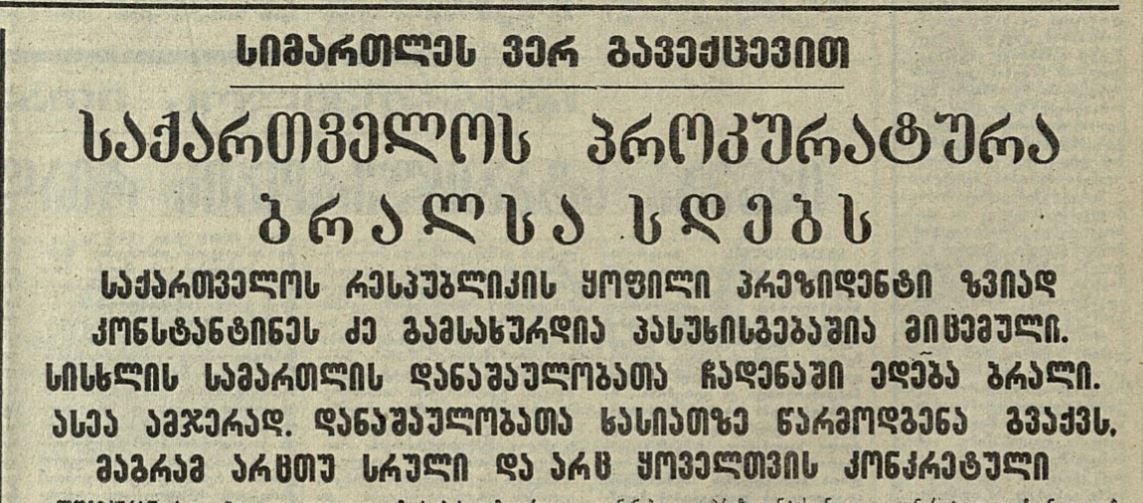 სიმართლეს ვერ გავექცევით
საქართველოს პროკურატურა
ბრალსა სდებს
საქართველოს რესპუბლიკის ყოფილი პრეზიდენტი ზვიად
კონსტანტინეს ძე გამსახურდია პასუხისგებაშია მიცემული.
სისხლის სამართლის დანაშაულობათა ჩადენაში ედება ბრალი.
ასეა ამჯერად. დანაშაულობათა ხასიათზე წარმოდგენა გვაქვს,
მაგრამ არცთუ სრული და არც ყოველთვის კონკრეტული